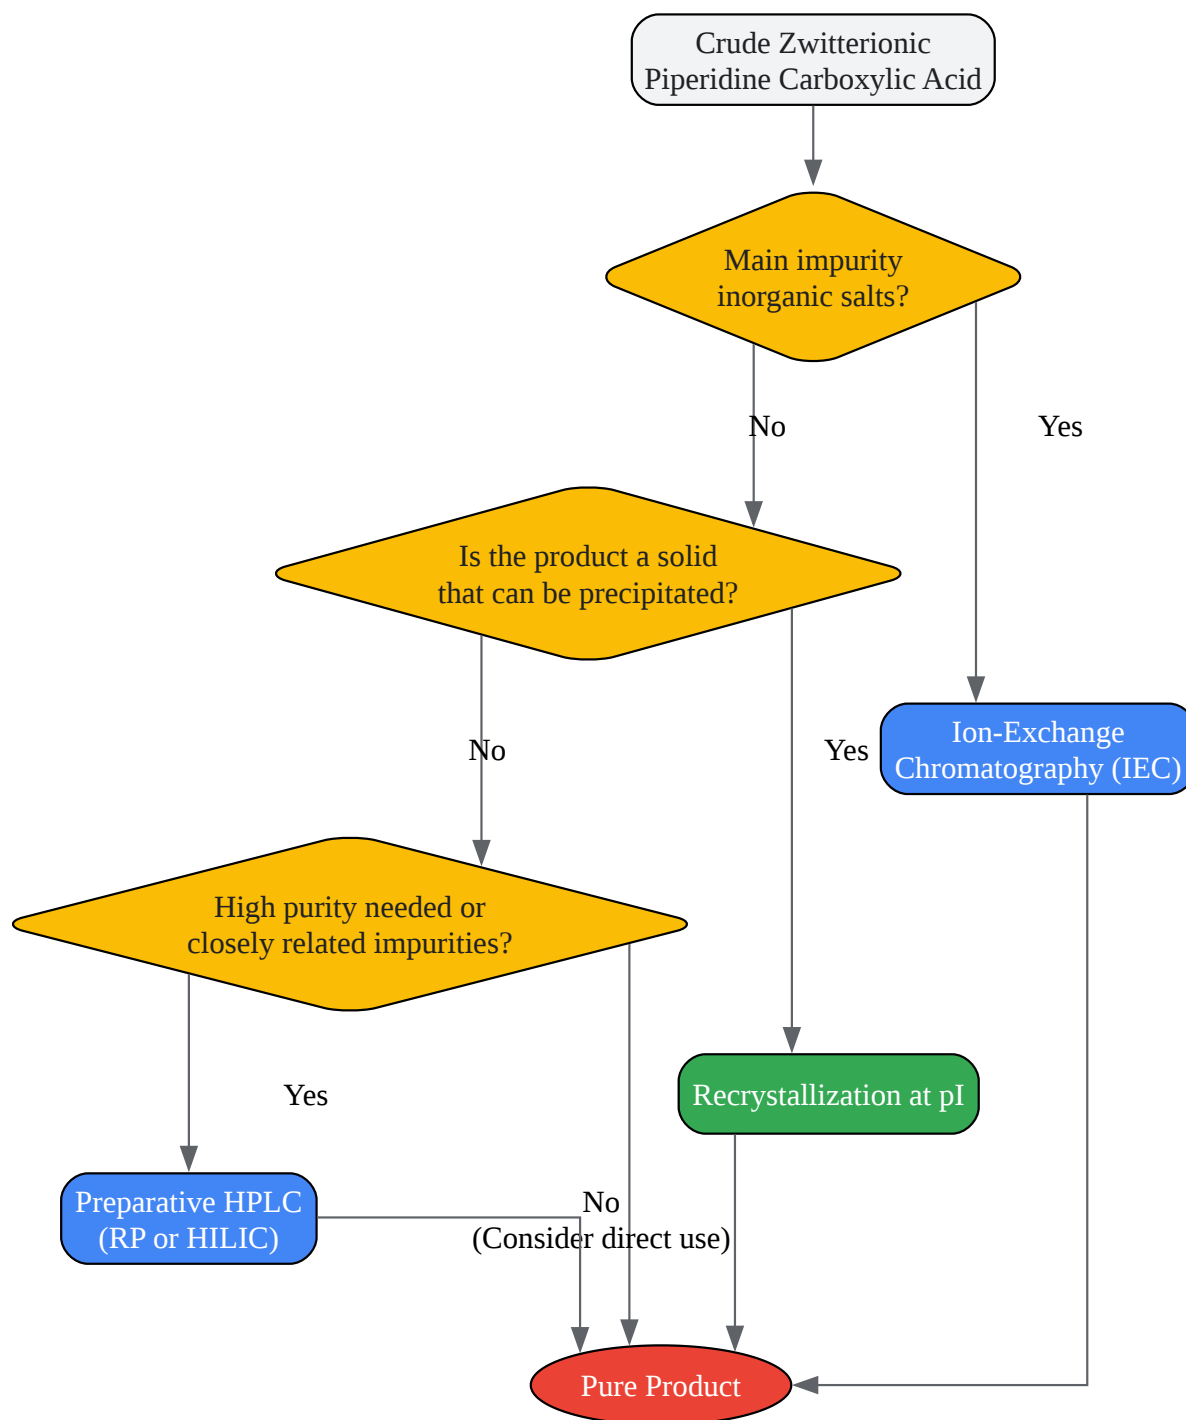 Crude Zwitterionic
Piperidine Carboxylic Acid
Main impurity
inorganic salts?
No
Yes
Is the product a solid
that can be precipitated?
No
Yes
Ion-Exchange
Chromatography (IEC)
High purity needed or
closely related impurities?
Yes
Recrystallization at pI
Preparative HPLC
(RP or HILIC)
No
(Consider direct use)
Pure Product